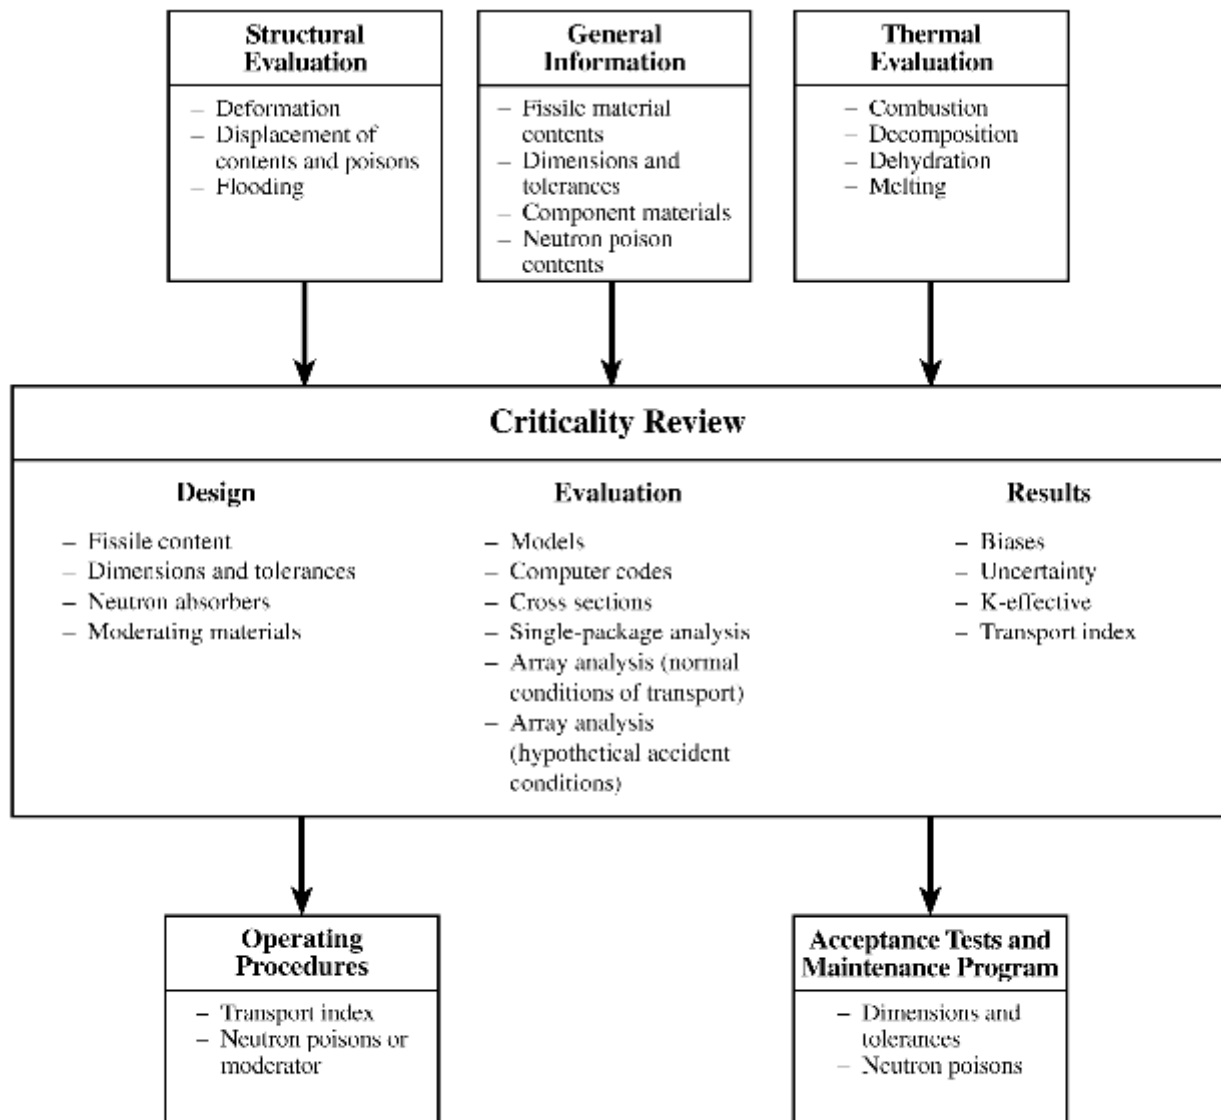 Structural
Evaluation
– Deformation
– Displacement of
contents and poisons
– Flooding
General
Information
– Fissile material
contents
– Dimensions and
tolerances
– Component materials
– Neutron poison
contents
Thermal
Evaluation
– Combustion
– Decomposition
– Dehydration
– Melting
Criticality Review
Design
– Fissile content
– Dimensions and tolerances
– Neutron absorbers
– Moderating materials
Evaluation
– Models
– Computer codes
– Cross sections
– Single-package analysis
– Array analysis (normal
conditions of transport)
– Array analysis
(hypothetical accident
conditions)
Results
– Biases
– Uncertainty
– K-effective
– Transport index
Operating
Procedures
– Transport index
– Neutron poisons or
moderator
Acceptance Tests and
Maintenance Program
– Dimensions and
tolerances
– Neutron poisons